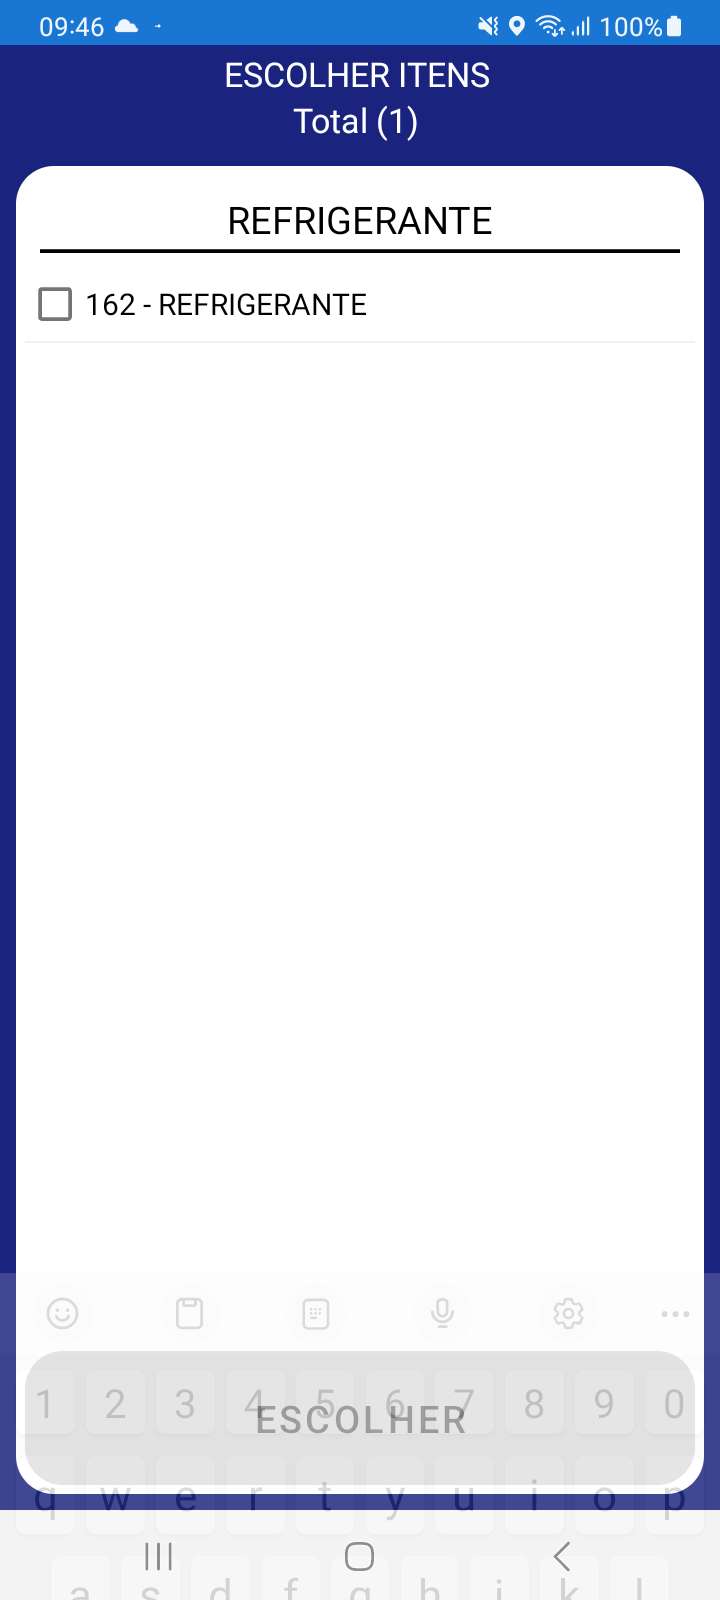 09:46 100%
ESCOLHER ITENS
Total (1)
REFRIGERANTE
162 - REFRIGERANTE
1 2 3 4 5 6 7 8 9 0
ESCOLHER
q w e r t y u i o p
a s d f g h j k l